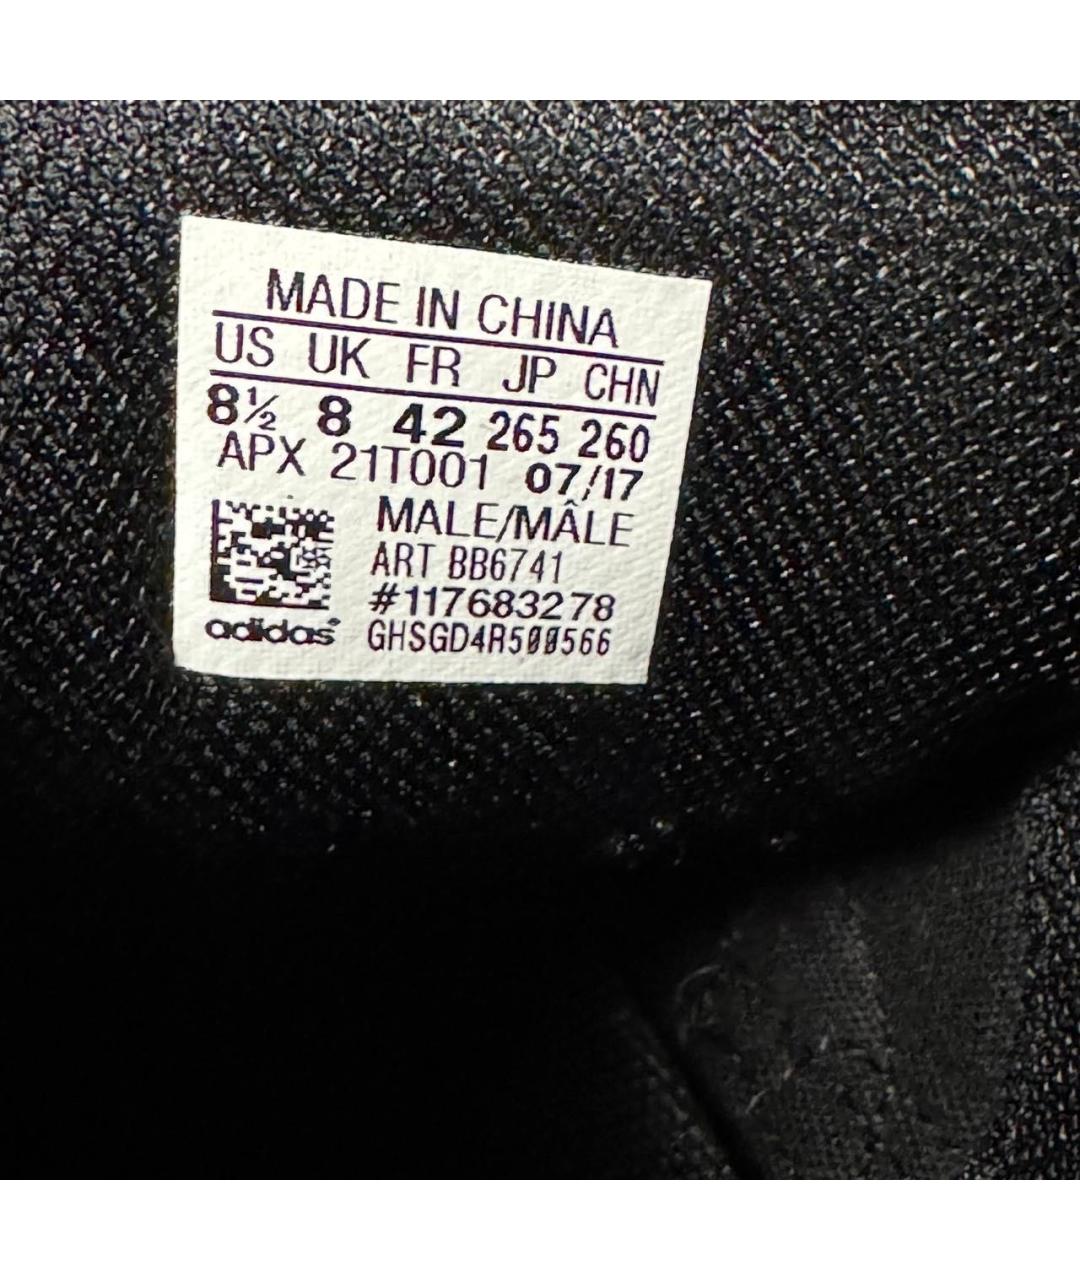 MADE IN CHINA
US UK FR JP CHN
8½ 8 42 265 260
APX 21T001 07/17
MALE/MÂLE
ART BB6741
#117683278
adidas® GHSGD4R500566